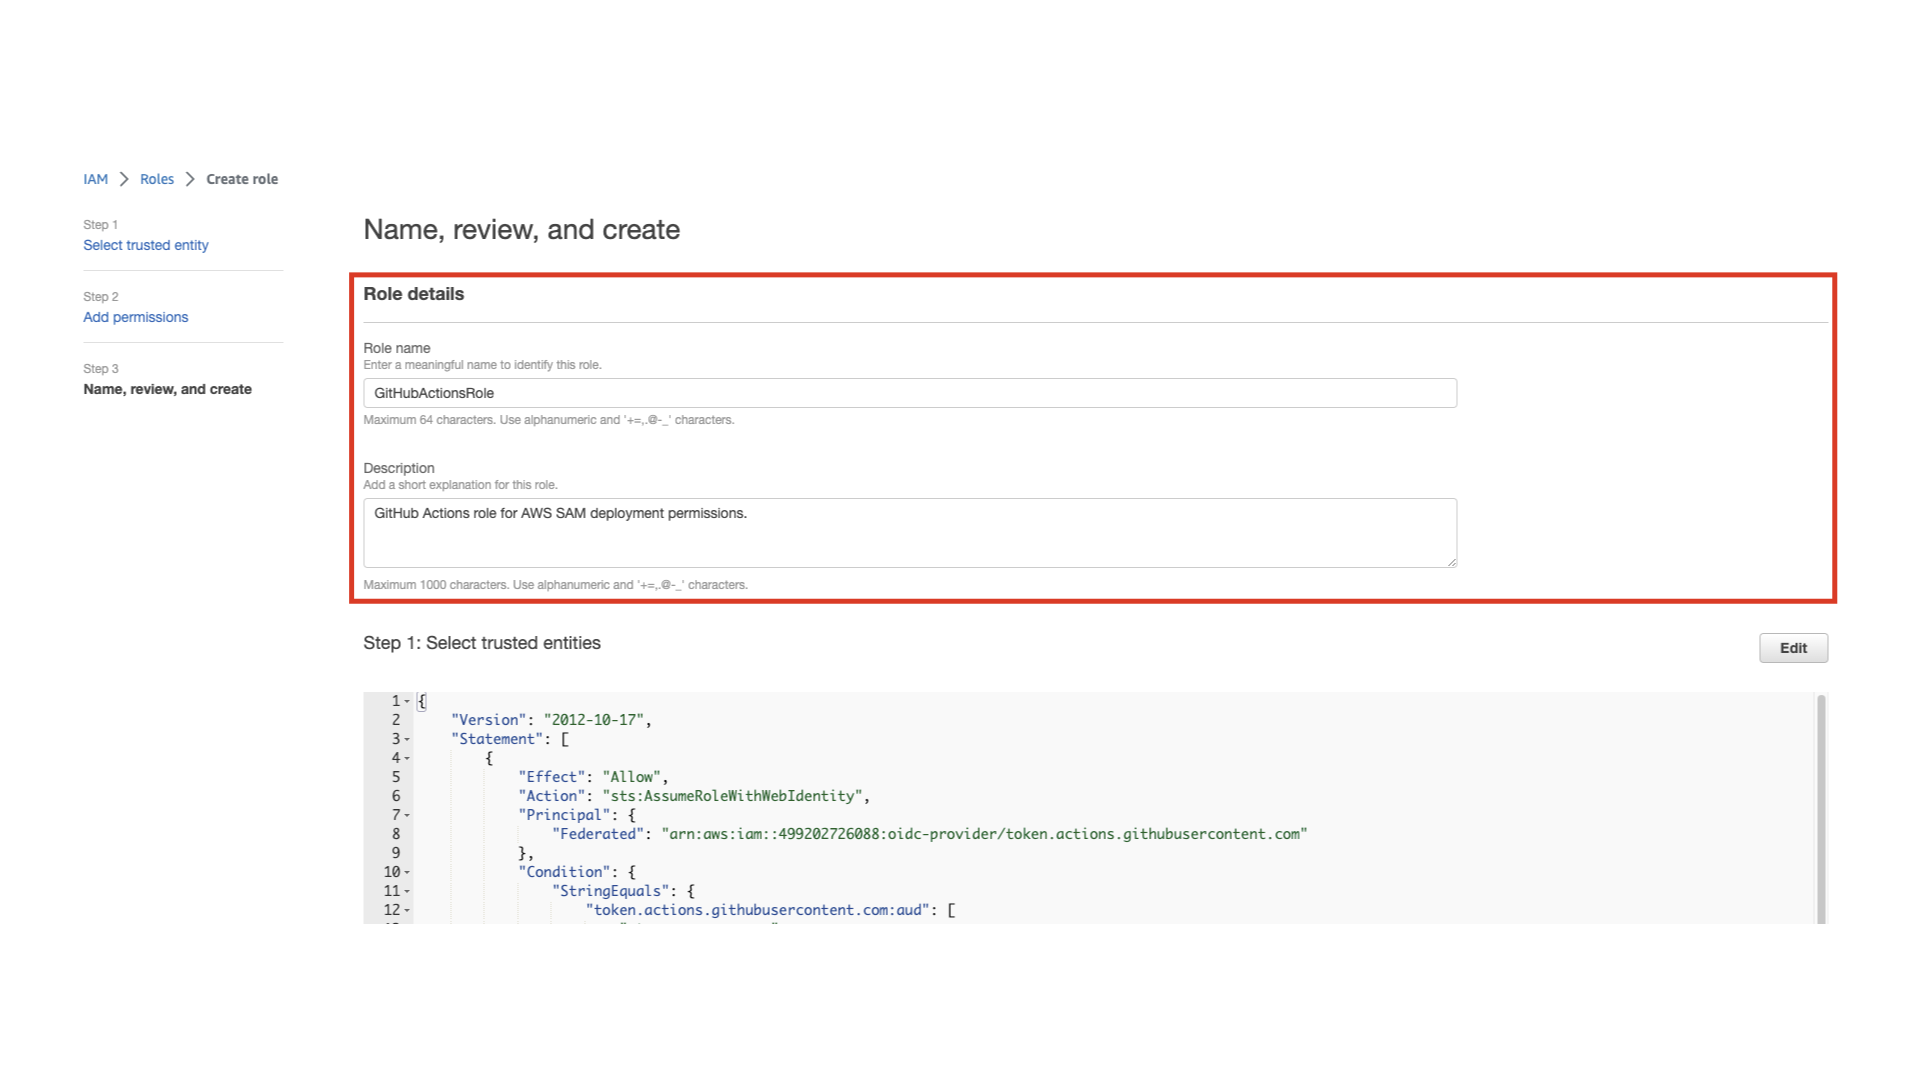 IAM > Roles > Create role
Step 1
Select trusted entity
Step 2
Add permissions
Step 3
Name, review, and create
Name, review, and create
Role details
Role name
Enter a meaningful name to identify this role.
GitHubActionsRole
Maximum 64 characters. Use alphanumeric and '+=,.@-_' characters.
Description
Add a short explanation for this role.
GitHub Actions role for AWS SAM deployment permissions.
Maximum 1000 characters. Use alphanumeric and '+=,.@-_' characters.
Step 1: Select trusted entities
Edit
1 {
2 "Version": "2012-10-17",
3 "Statement": [
4 {
5 "Effect": "Allow",
6 "Action": "sts:AssumeRoleWithWebIdentity",
7 "Principal": {
8 "Federated": "arn:aws:iam::499202726088:oidc-provider/token.actions.githubusercontent.com"
9 },
10 "Condition": {
11 "StringEquals": {
12 "token.actions.githubusercontent.com:aud": [